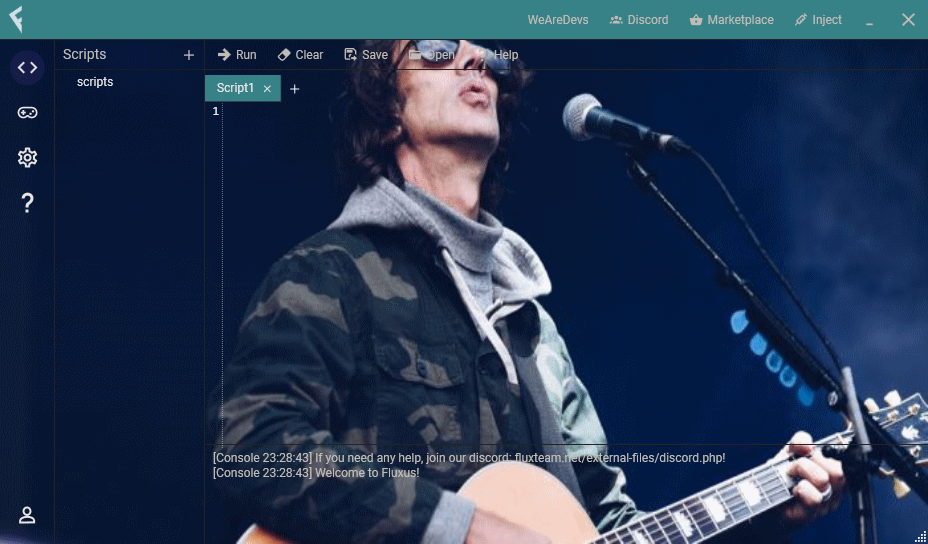 WeAreDevs Discord Marketplace Inject
Scripts + Run Clear Save Open Help
scripts
Script1 × +
1
[Console 23:28:43] If you need any help, join our discord: fluxteam.net/external-files/discord.php!
[Console 23:28:43] Welcome to Fluxus!